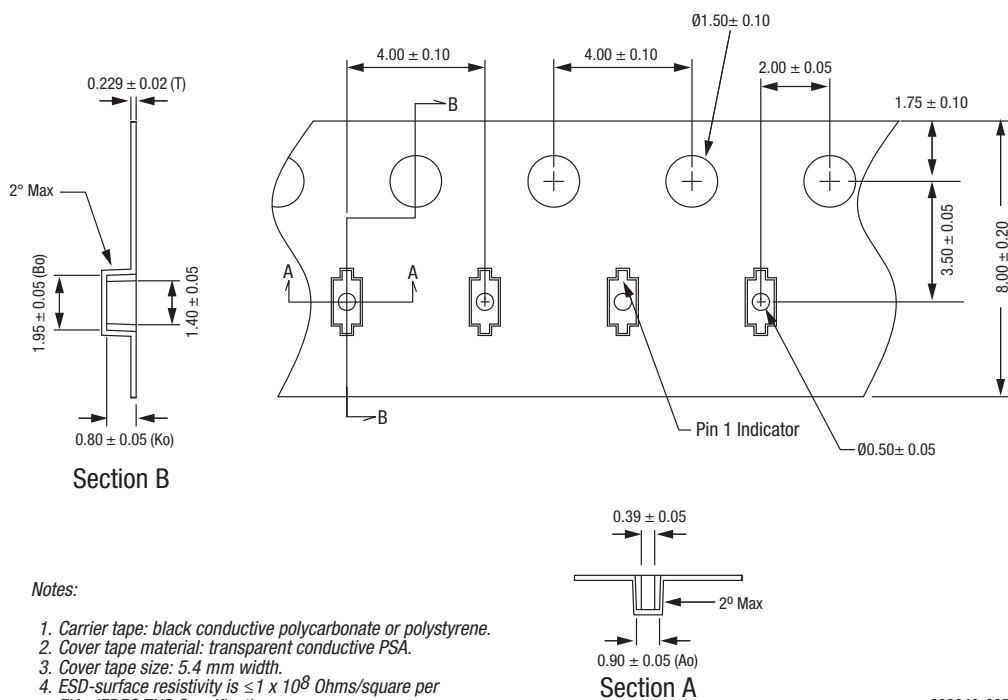 Ø1.50± 0.10
4.00 ± 0.10
4.00 ± 0.10
2.00 ± 0.05
0.229 ± 0.02 (T)
1.75 ± 0.10
B
2° Max
3.50 ± 0.05
8.00 ± 0.20
1.95 ± 0.05 (Bo)
1.40 ± 0.05
A
A
B
Pin 1 Indicator
0.80 ± 0.05 (Ko)
Ø0.50± 0.05
Section B
0.39 ± 0.05
Notes:
2º Max
1. Carrier tape: black conductive polycarbonate or polystyrene.
2. Cover tape material: transparent conductive PSA.
3. Cover tape size: 5.4 mm width.
4. ESD-surface resistivity is ≤1 x 10⁸ Ohms/square per
0.90 ± 0.05 (Ao)
Section A